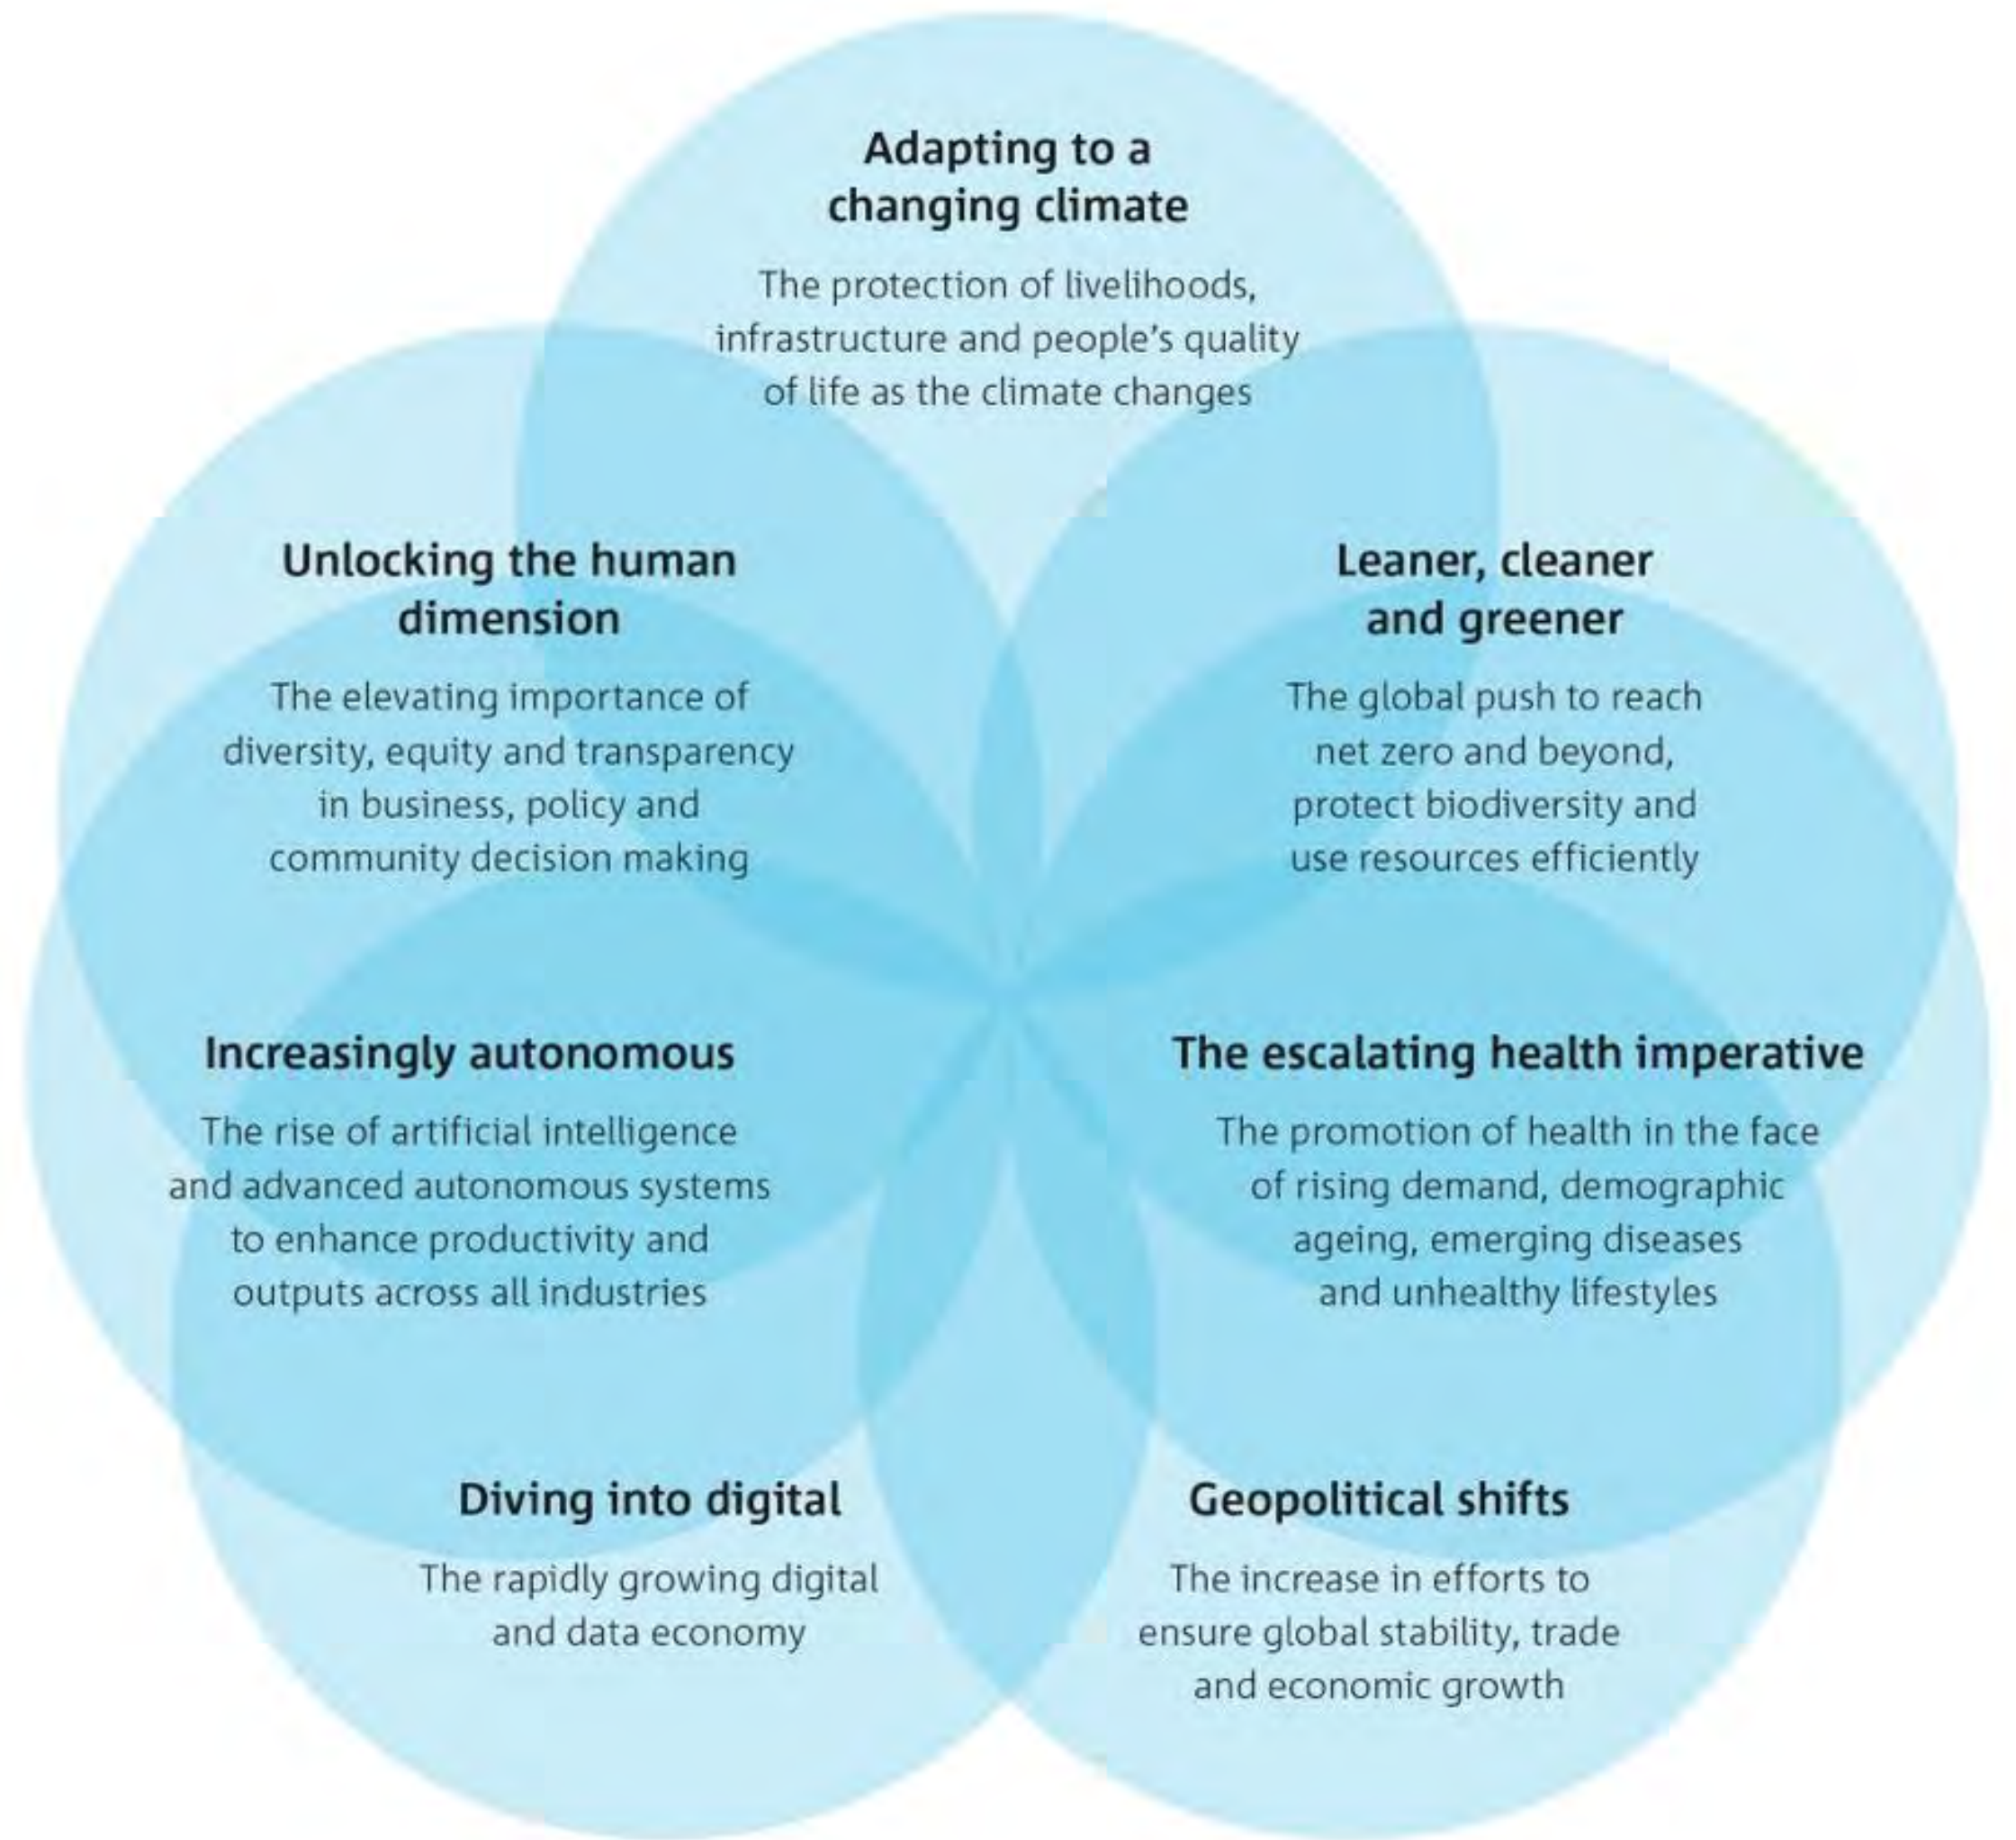 Adapting to a
changing climate
The protection of livelihoods,
infrastructure and people's quality
of life as the climate changes
Unlocking the human
dimension
The elevating importance of
diversity, equity and transparency
in business, policy and
community decision making
Leaner, cleaner
and greener
The global push to reach
net zero and beyond,
protect biodiversity and
use resources efficiently
Increasingly autonomous
The rise of artificial intelligence
and advanced autonomous systems
to enhance productivity and
outputs across all industries
The escalating health imperative
The promotion of health in the face
of rising demand, demographic
ageing, emerging diseases
and unhealthy lifestyles
Diving into digital
The rapidly growing digital
and data economy
Geopolitical shifts
The increase in efforts to
ensure global stability, trade
and economic growth